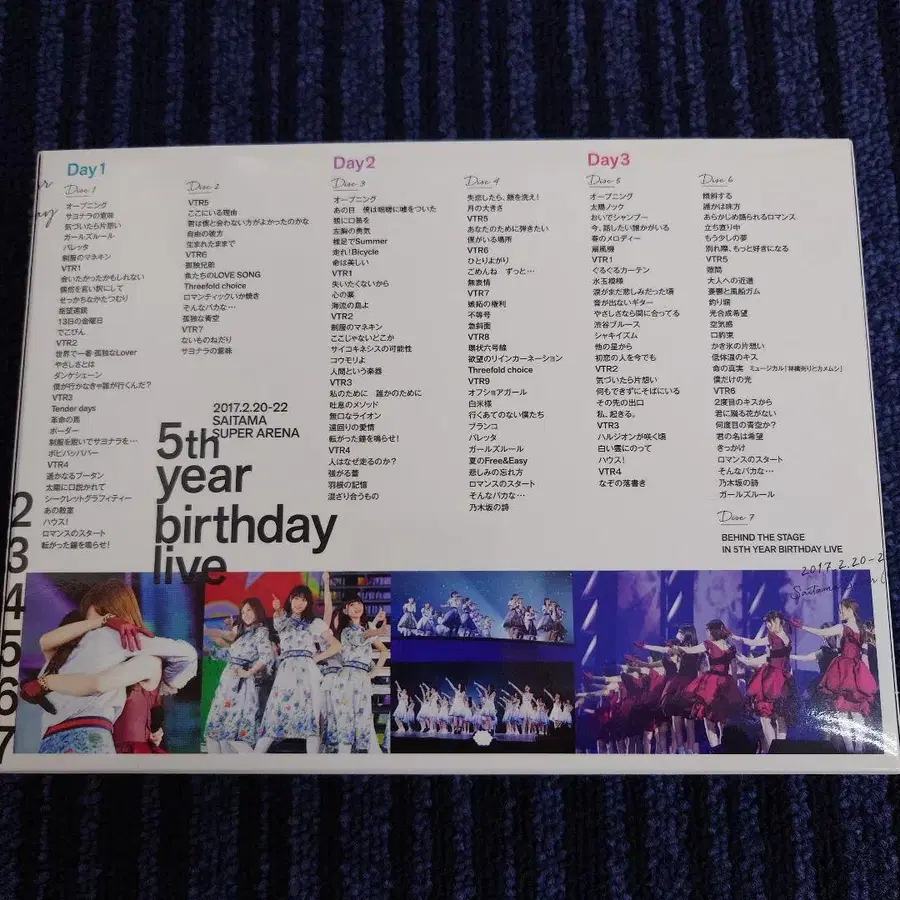 Day1
Disc 1
オープニング
サヨナラの意味
気づいたら片想い
ガールズルール
バレッタ
制服のマネキン
VTR1
会いたかったかもしれない
偶然を言い訳にして
せっかちなかたつむり
絶望速報
13日の金曜日
でこぴん
VTR2
世界で一番 孤独なLover
やさしさとは
ダンケシェーン
僕が行かなきゃ誰が行くんだ?
VTR3
Tender days
革命の馬
ボーダー
制服を脱いでサヨナラを…
ポピパッパパー
VTR4
遥かなるブータン
太陽に口説かれて
シークレットグラフィティー
あの教室
ハウス!
ロマンスのスタート
転がった鐘を鳴らせ!
Disc 2
VTR5
ここにいる理由
君は僕と会わない方がよかったのかな
自由の彼方
生まれたままで
VTR6
孤独兄弟
魚たちのLOVE SONG
Threefold choice
ロマンティックいか焼き
そんなバカな…
孤独な青空
VTR7
ないものねだり
サヨナラの意味
2017.2.20-22
SAITAMA
SUPER ARENA
5th
year
birthday
live
Day2
Disc 3
オープニング
あの日 僕は咄嗟に嘘をついた
指に口笛を
左胸の勇気
裸足でSummer
走れ!Bicycle
命は美しい
VTR1
失いたくないから
心の薬
海流の島よ
VTR2
制服のマネキン
ここじゃないどこか
サイコキネシスの可能性
コウモリよ
人間という楽器
VTR3
私のために 誰かのために
吐息のメソッド
無口なライオン
遠回りの愛情
転がった鐘を鳴らせ!
VTR4
人はなぜ走るのか?
強がる蕾
羽根の記憶
混ざり合うもの
Disc 4
失恋したら、顔を洗え!
月の大きさ
VTR5
あなたのために弾きたい
僕がいる場所
VTR6
ひとりよがり
ごめんね ずっと…
無表情
VTR7
嫉妬の権利
不等号
急斜面
VTR8
環状六号線
欲望のリインカーネーション
Threefold choice
VTR9
オフショアガール
白米様
行くあてのない僕たち
ブランコ
バレッタ
ガールズルール
夏のFree&Easy
悲しみの忘れ方
ロマンスのスタート
そんなバカな…
乃木坂の詩
Day3
Disc 5
オープニング
太陽ノック
おいでシャンプー
今、話したい誰かがいる
春のメロディー
扇風機
VTR1
ぐるぐるカーテン
水玉模様
涙がまだ悲しみだった頃
音が出ないギター
やさしさなら間に合ってる
渋谷ブルース
シャキイズム
他の星から
初恋の人を今でも
VTR2
気づいたら片想い
何もできずにそばにいる
その先の出口
私、起きる。
VTR3
ハルジオンが咲く頃
白い雲にのって
ハウス!
VTR4
なぞの落書き
Disc 6
傾斜する
誰かは味方
あらかじめ語られるロマンス
立ち直り中
もう少しの夢
別れ際、もっと好きになる
VTR5
隙間
大人への近道
憂鬱と風船ガム
釣り堀
光合成希望
空気感
口約束
かき氷の片想い
低体温のキス
命の真実 ミュージカル「林檎売りとカメムシ」
僕だけの光
VTR6
2度目のキスから
君に贈る花がない
何度目の青空か?
君の名は希望
きっかけ
ロマンスのスタート
そんなバカな…
乃木坂の詩
ガールズルール
Disc 7
BEHIND THE STAGE
IN 5TH YEAR BIRTHDAY LIVE
2017.2.20-2
2
3
4
5
6
7